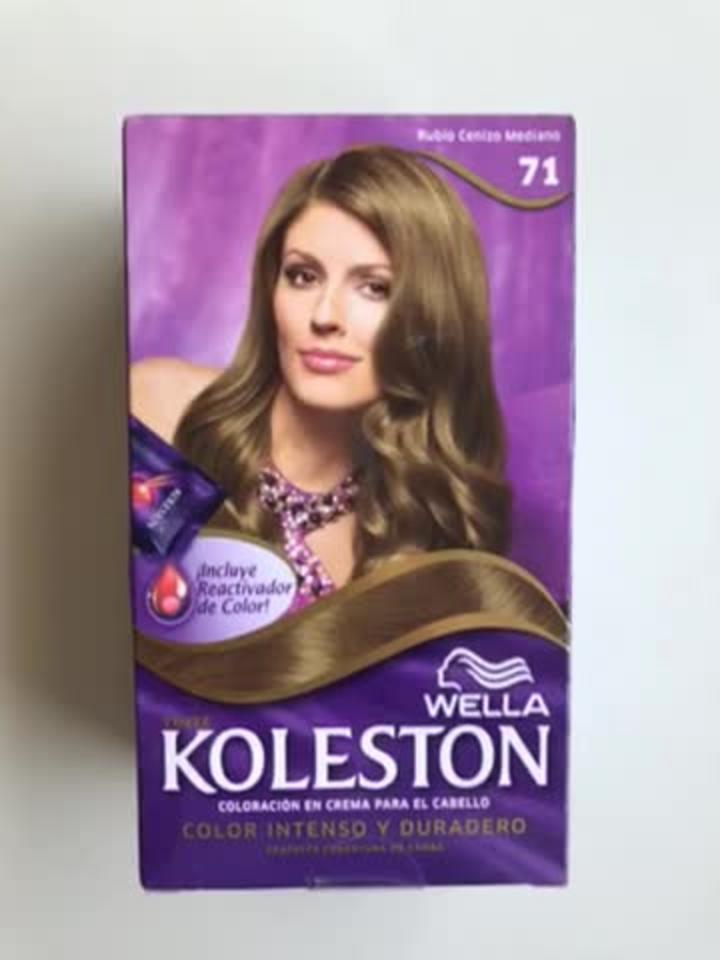 Rubio Cenizo Mediano
71
¡Incluye
Reactivador
de Color!
WELLA
KOLESTON
COLORACIÓN EN CREMA PARA EL CABELLO
COLOR INTENSO Y DURADERO